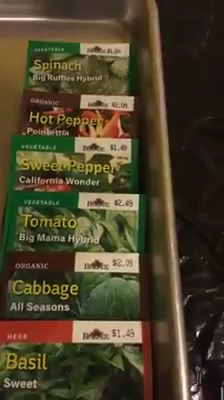 VEGETABLE
Spinach
Big Ruffles Hybrid
ORGANIC
$2.09
Hot Pepper
Poinsettia
$1.49
Sweet Pepper
California Wonder
VEGETABLE
$2.49
Tomato
Big Mama Hybrid
ORGANIC
$2.09
Cabbage
All Seasons
HERB
$1.49
Basil
Sweet